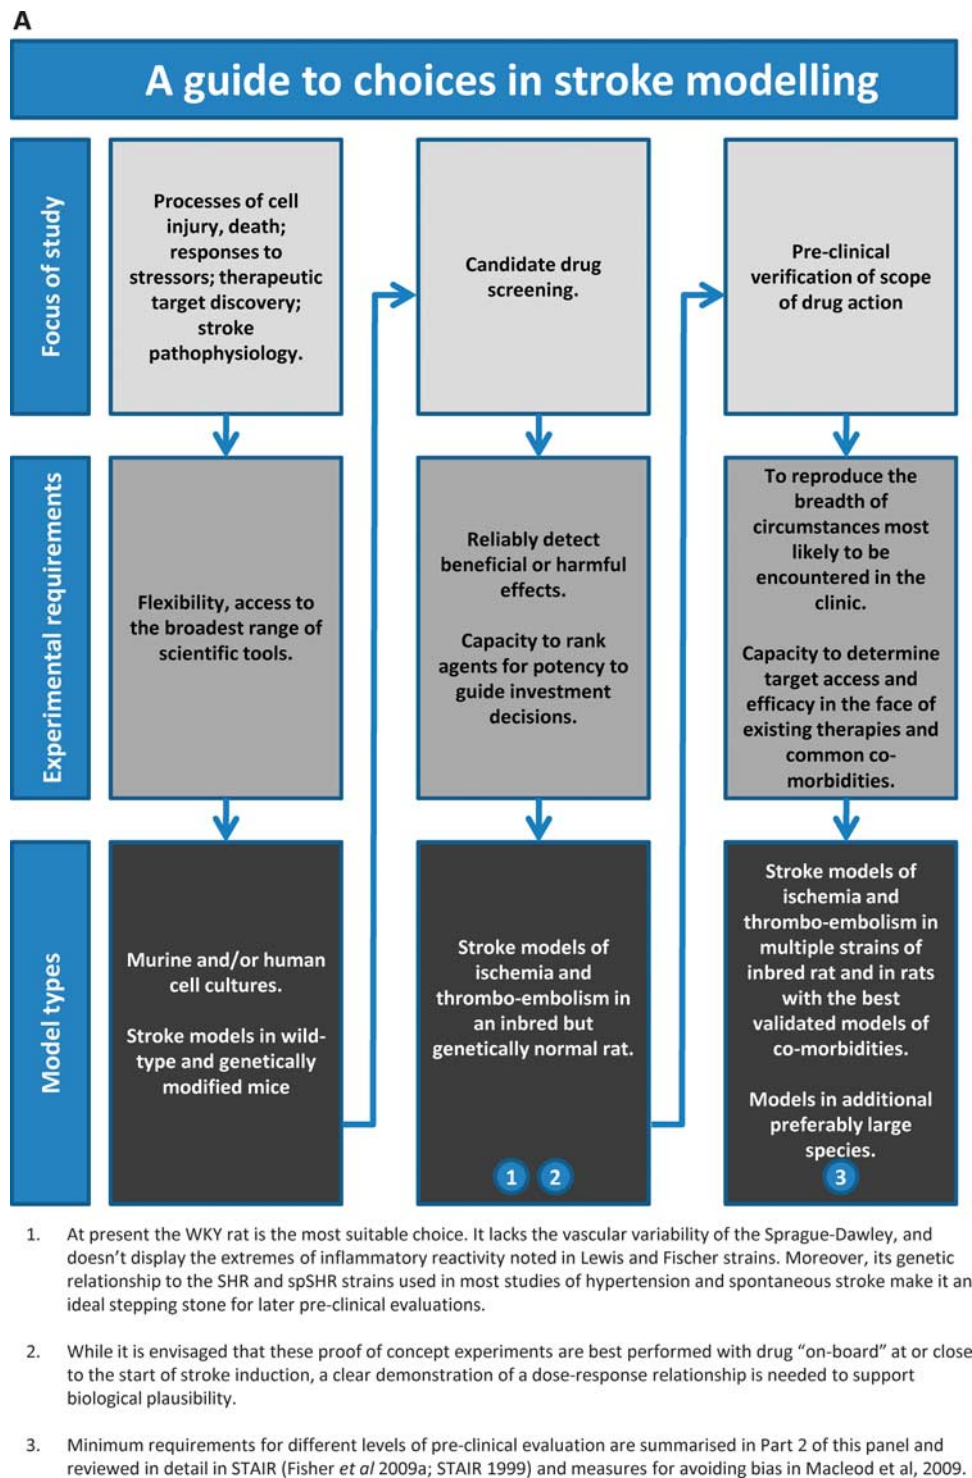 A
A guide to choices in stroke modelling
Focus of study
Processes of cell
injury, death;
responses to
stressors; therapeutic
target discovery;
stroke
pathophysiology.
Candidate drug
screening.
Pre-clinical
verification of scope
of drug action
Experimental requirements
Flexibility, access to
the broadest range of
scientific tools.
Reliably detect
beneficial or harmful
effects.
Capacity to rank
agents for potency to
guide investment
decisions.
To reproduce the
breadth of
circumstances most
likely to be
encountered in the
clinic.
Capacity to determine
target access and
efficacy in the face of
existing therapies and
common co-
morbidities.
Model types
Murine and/or human
cell cultures.
Stroke models in wild-
type and genetically
modified mice
Stroke models of
ischemia and
thrombo-embolism in
an inbred but
genetically normal rat.
1 2
Stroke models of
ischemia and
thrombo-embolism in
multiple strains of
inbred rat and in rats
with the best
validated models of
co-morbidities.
Models in additional
preferably large
species.
3
1. At present the WKY rat is the most suitable choice. It lacks the vascular variability of the Sprague-Dawley, and
doesn't display the extremes of inflammatory reactivity noted in Lewis and Fischer strains. Moreover, its genetic
relationship to the SHR and spSHR strains used in most studies of hypertension and spontaneous stroke make it an
ideal stepping stone for later pre-clinical evaluations.
2. While it is envisaged that these proof of concept experiments are best performed with drug "on-board" at or close
to the start of stroke induction, a clear demonstration of a dose-response relationship is needed to support
biological plausibility.
3. Minimum requirements for different levels of pre-clinical evaluation are summarised in Part 2 of this panel and
reviewed in detail in STAIR (Fisher et al 2009a; STAIR 1999) and measures for avoiding bias in Macleod et al, 2009.